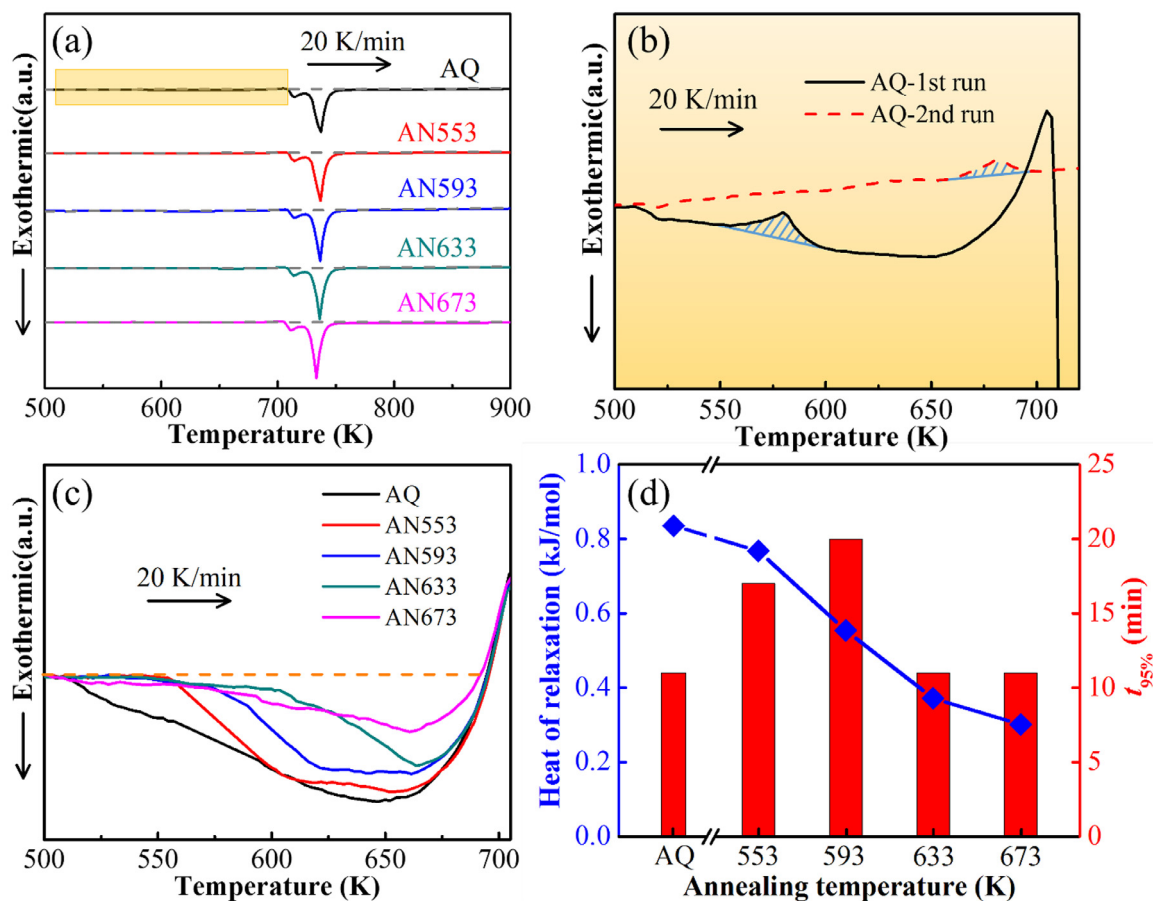 (a)
20 K/min
AQ
AN553
AN593
AN633
AN673
Exothermic(a.u.)
500 600 700 800 900
Temperature (K)
(b)
20 K/min
AQ-1st run
AQ-2nd run
Exothermic(a.u.)
500 550 600 650 700
Temperature (K)
(c)
20 K/min
AQ
AN553
AN593
AN633
AN673
Exothermic(a.u.)
500 550 600 650 700
Temperature (K)
(d)
Heat of relaxation (kJ/mol)
1.0
0.8
0.6
0.4
0.2
0.0
25
20
15
10
5
0
t95% (min)
AQ 553 593 633 673
Annealing temperature (K)